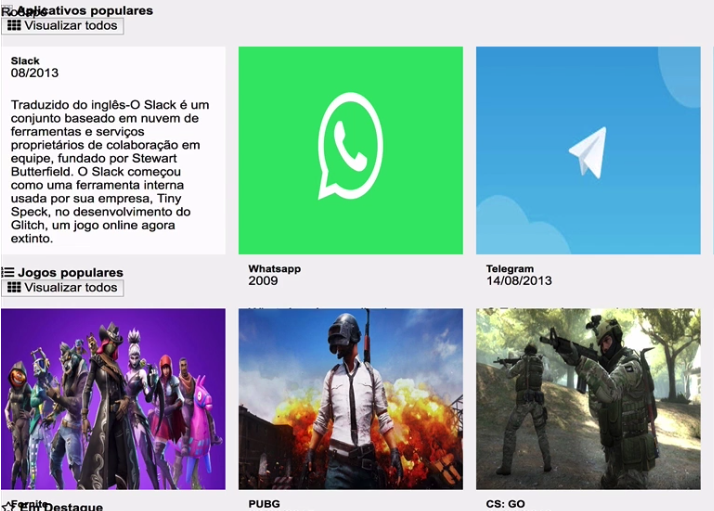 Aplicativos populares
Visualizar todos
Slack
08/2013
Traduzido do inglês-O Slack é um
conjunto baseado em nuvem de
ferramentas e serviços
proprietários de colaboração em
equipe, fundado por Stewart
Butterfield. O Slack começou
como uma ferramenta interna
usada por sua empresa, Tiny
Speck, no desenvolvimento do
Glitch, um jogo online agora
extinto.
Whatsapp
2009
Telegram
14/08/2013
Jogos populares
Visualizar todos
Fornite
PUBG
CS: GO
Em Destaque